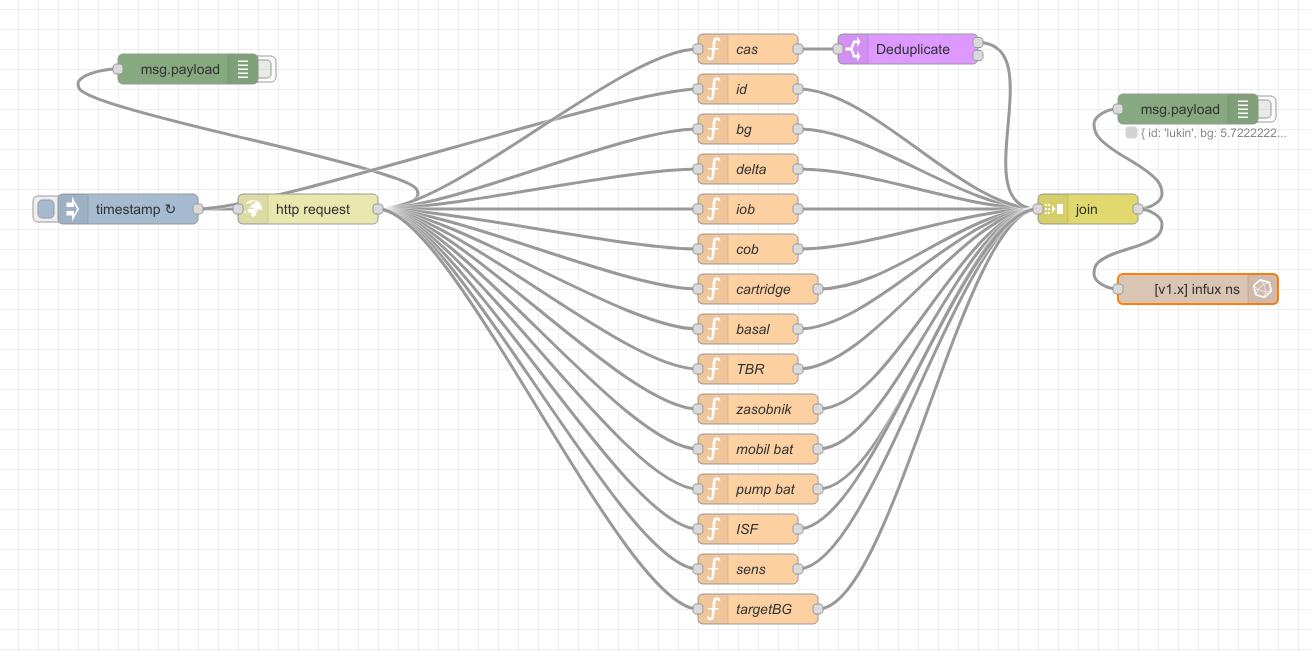 msg.payload
timestamp ↻
http request
cas
id
bg
delta
iob
cob
cartridge
basal
TBR
zasobnik
mobil bat
pump bat
ISF
sens
targetBG
Deduplicate
join
msg.payload
{ id: 'lukin', bg: 5.7222222...
[v1.x] infux ns